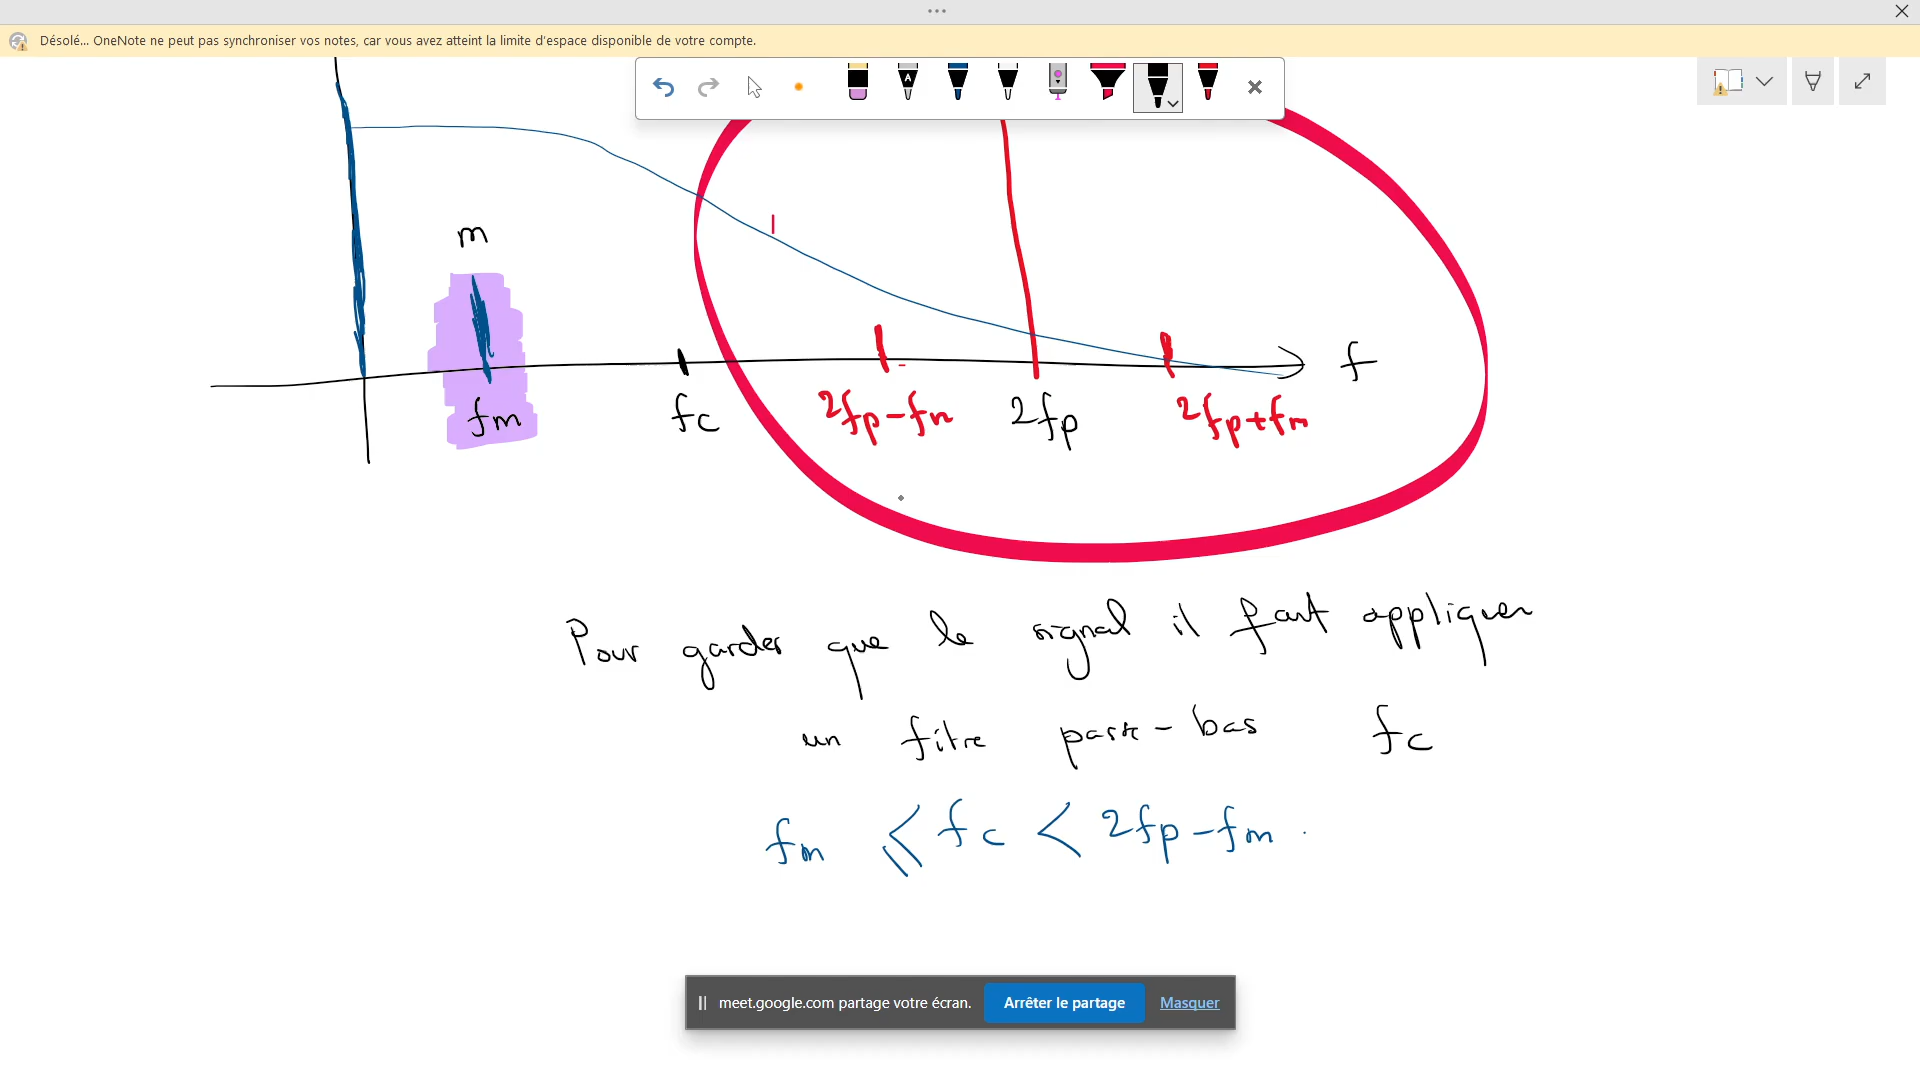 Désolé... OneNote ne peut pas synchroniser vos notes, car vous avez atteint la limite d'espace disponible de votre compte.
A
m
f
fm
fc
2fp-fm
2fp
2fp+fm
Pour garder que le signal il faut appliquer
un filtre passe-bas fc
fm ≤ fc < 2fp-fm
meet.google.com partage votre écran.
Arrêter le partage
Masquer